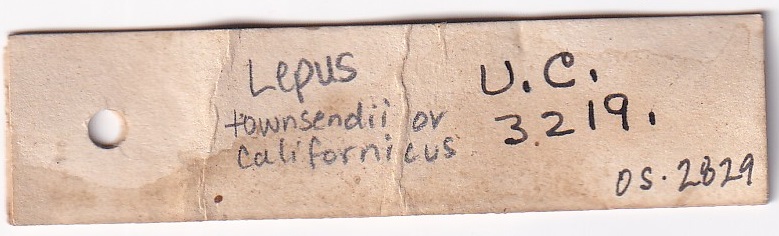 Lepus
townsendii or
californicus
U.C.
3219.
OS. 2829